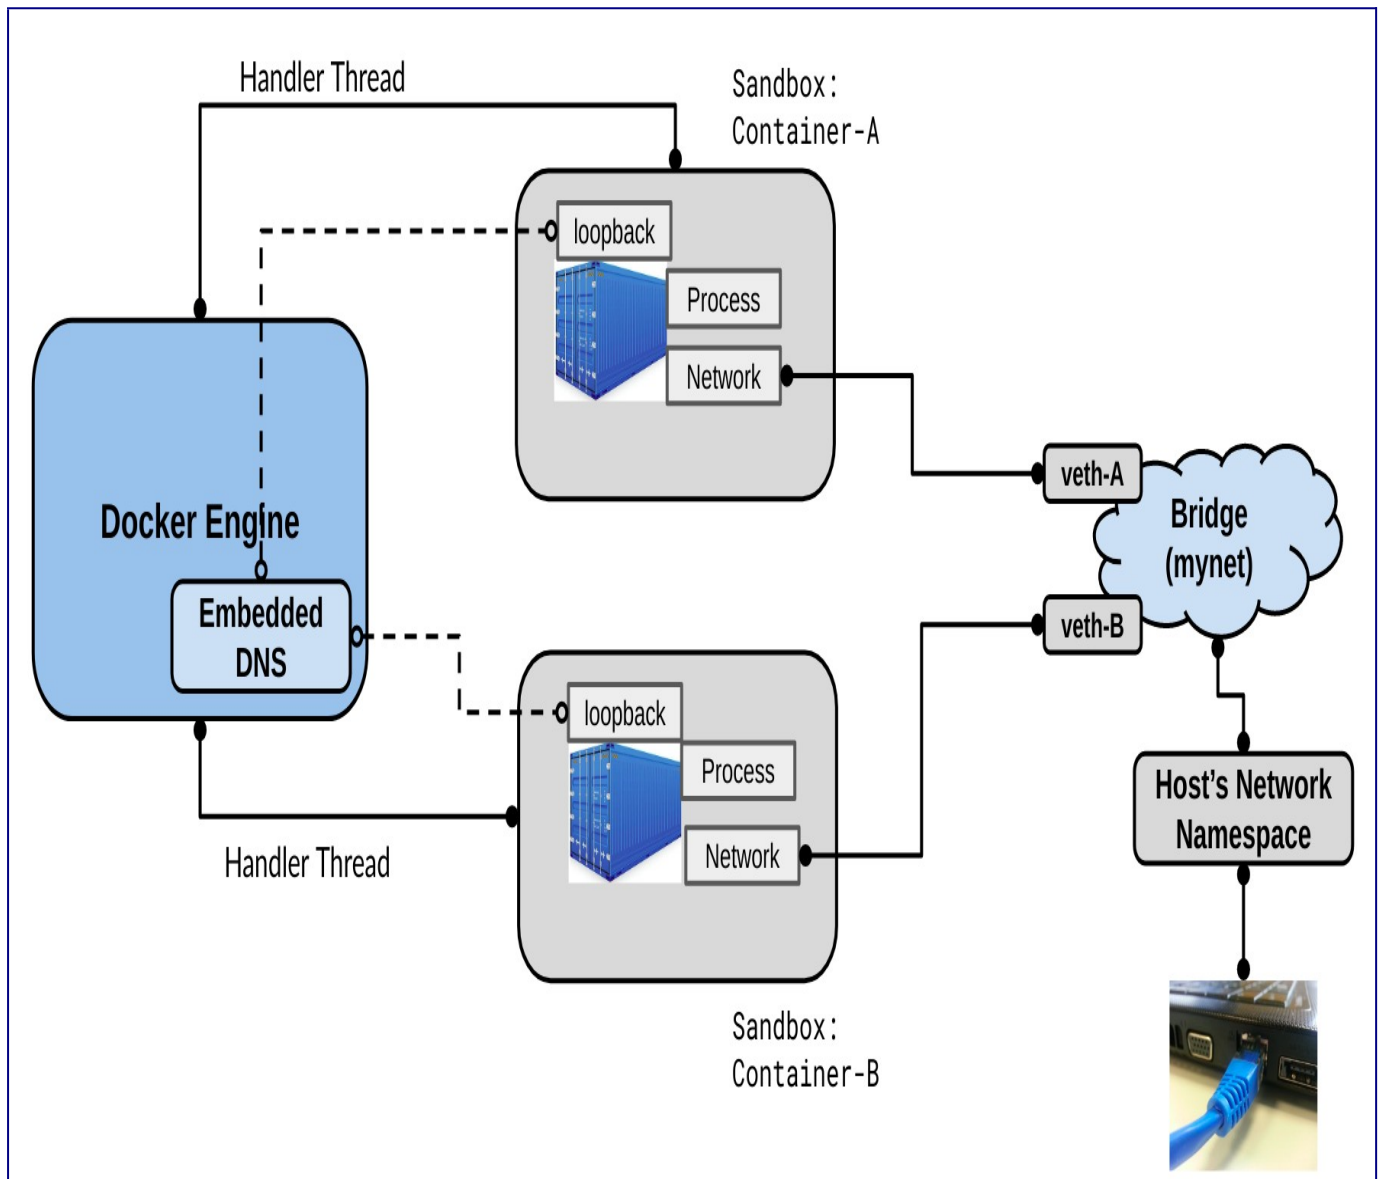 Handler Thread
Sandbox:
Container-A
loopback
Process
Network
Docker Engine
Embedded
DNS
veth-A
Bridge
(mynet)
veth-B
loopback
Process
Network
Handler Thread
Host's Network
Namespace
Sandbox:
Container-B